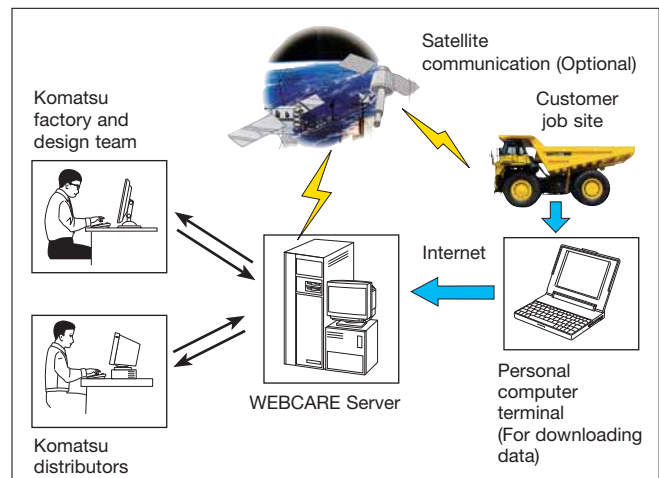 Satellite
communication (Optional)
Komatsu
factory and
design team
Customer
job site
Internet
WEBCARE Server
Personal
computer
terminal
(For downloading
data)
Komatsu
distributors